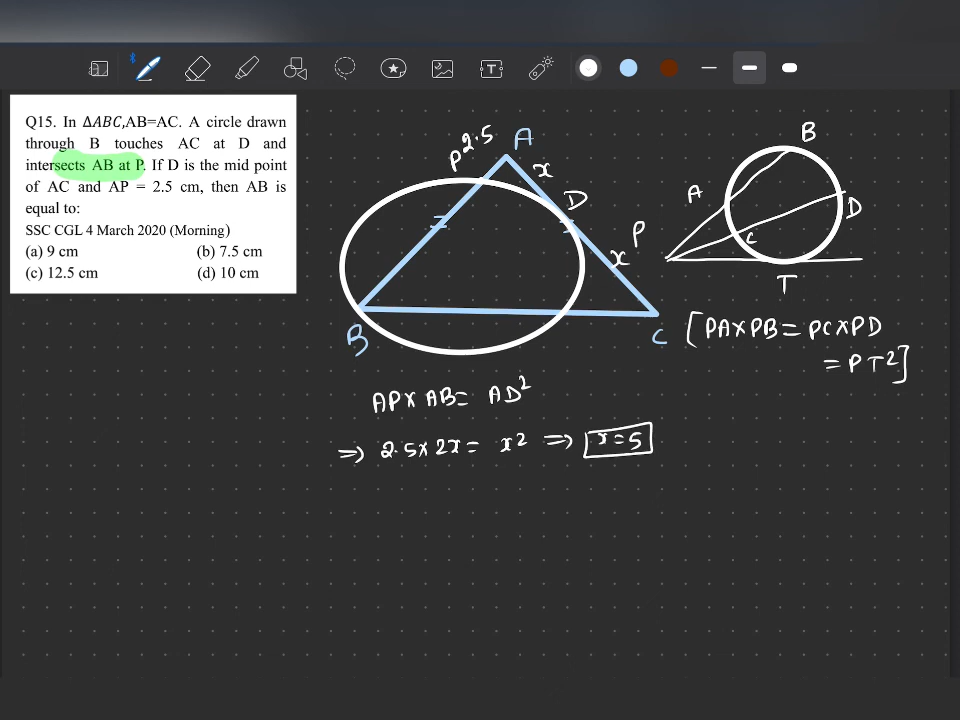 Q15. In ΔABC,AB=AC. A circle drawn
through B touches AC at D and
intersects AB at P. If D is the mid point
of AC and AP = 2.5 cm, then AB is
equal to:
SSC CGL 4 March 2020 (Morning)
(a) 9 cm (b) 7.5 cm
(c) 12.5 cm (d) 10 cm
P 2.5 A
x
D
x P
B
C
B
A
D
C
T
[PA×PB = PC×PD
= PT²]
AP× AB = AD²
⇒ 2.5×2x = x² ⇒ x=5